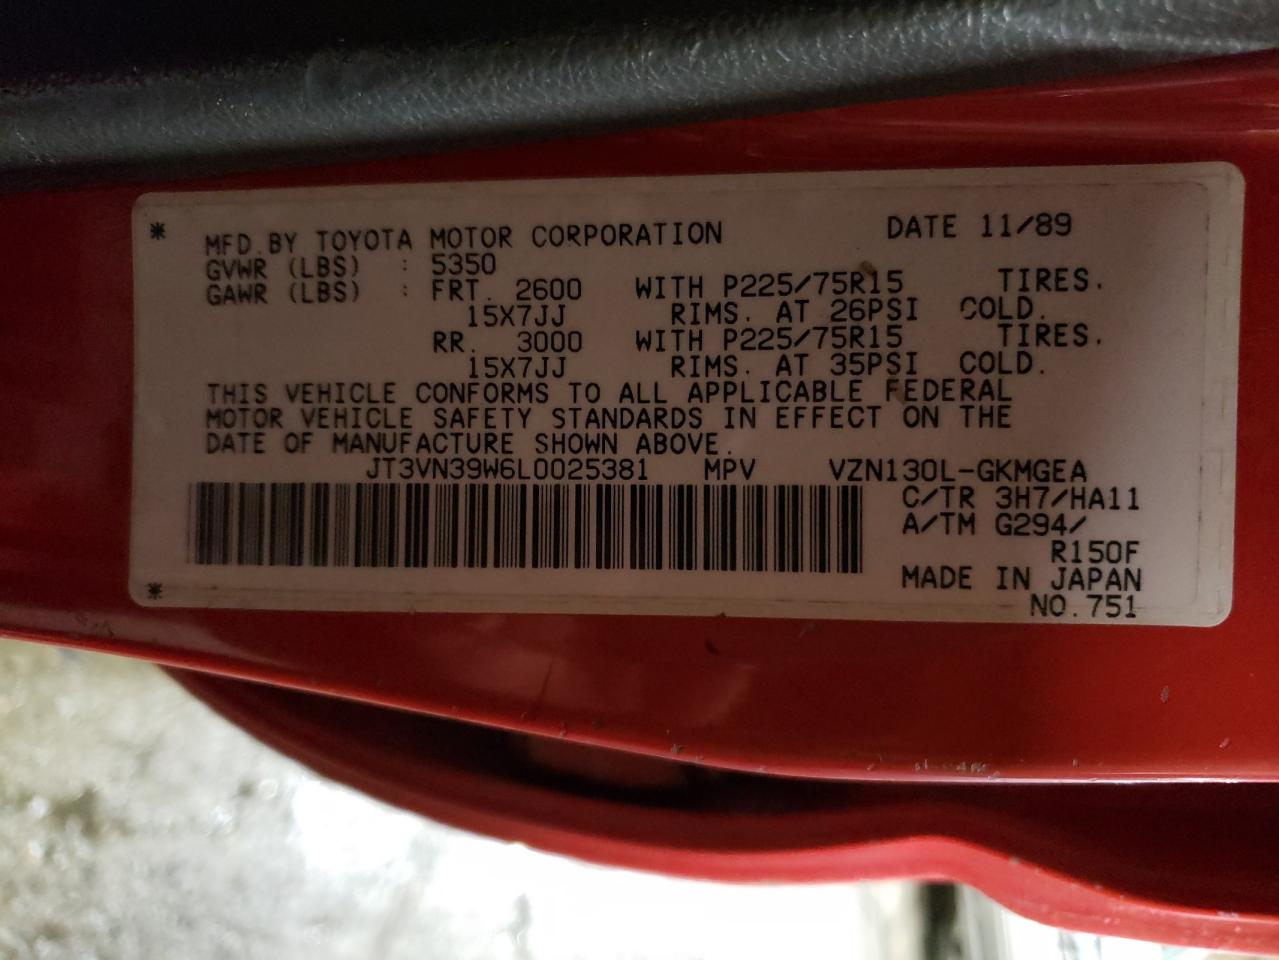 * MFD.BY TOYOTA MOTOR CORPORATION DATE 11/89
GVWR (LBS) : 5350
GAWR (LBS) : FRT. 2600 WITH P225/75R15 TIRES.
15X7JJ RIMS. AT 26PSI COLD.
RR. 3000 WITH P225/75R15 TIRES.
15X7JJ RIMS. AT 35PSI COLD.
THIS VEHICLE CONFORMS TO ALL APPLICABLE FEDERAL
MOTOR VEHICLE SAFETY STANDARDS IN EFFECT ON THE
DATE OF MANUFACTURE SHOWN ABOVE.
JT3VN39W6L0025381 MPV VZN130L-GKMGEA
C/TR 3H7/HA11
A/TM G294/
R150F
* MADE IN JAPAN
NO.751